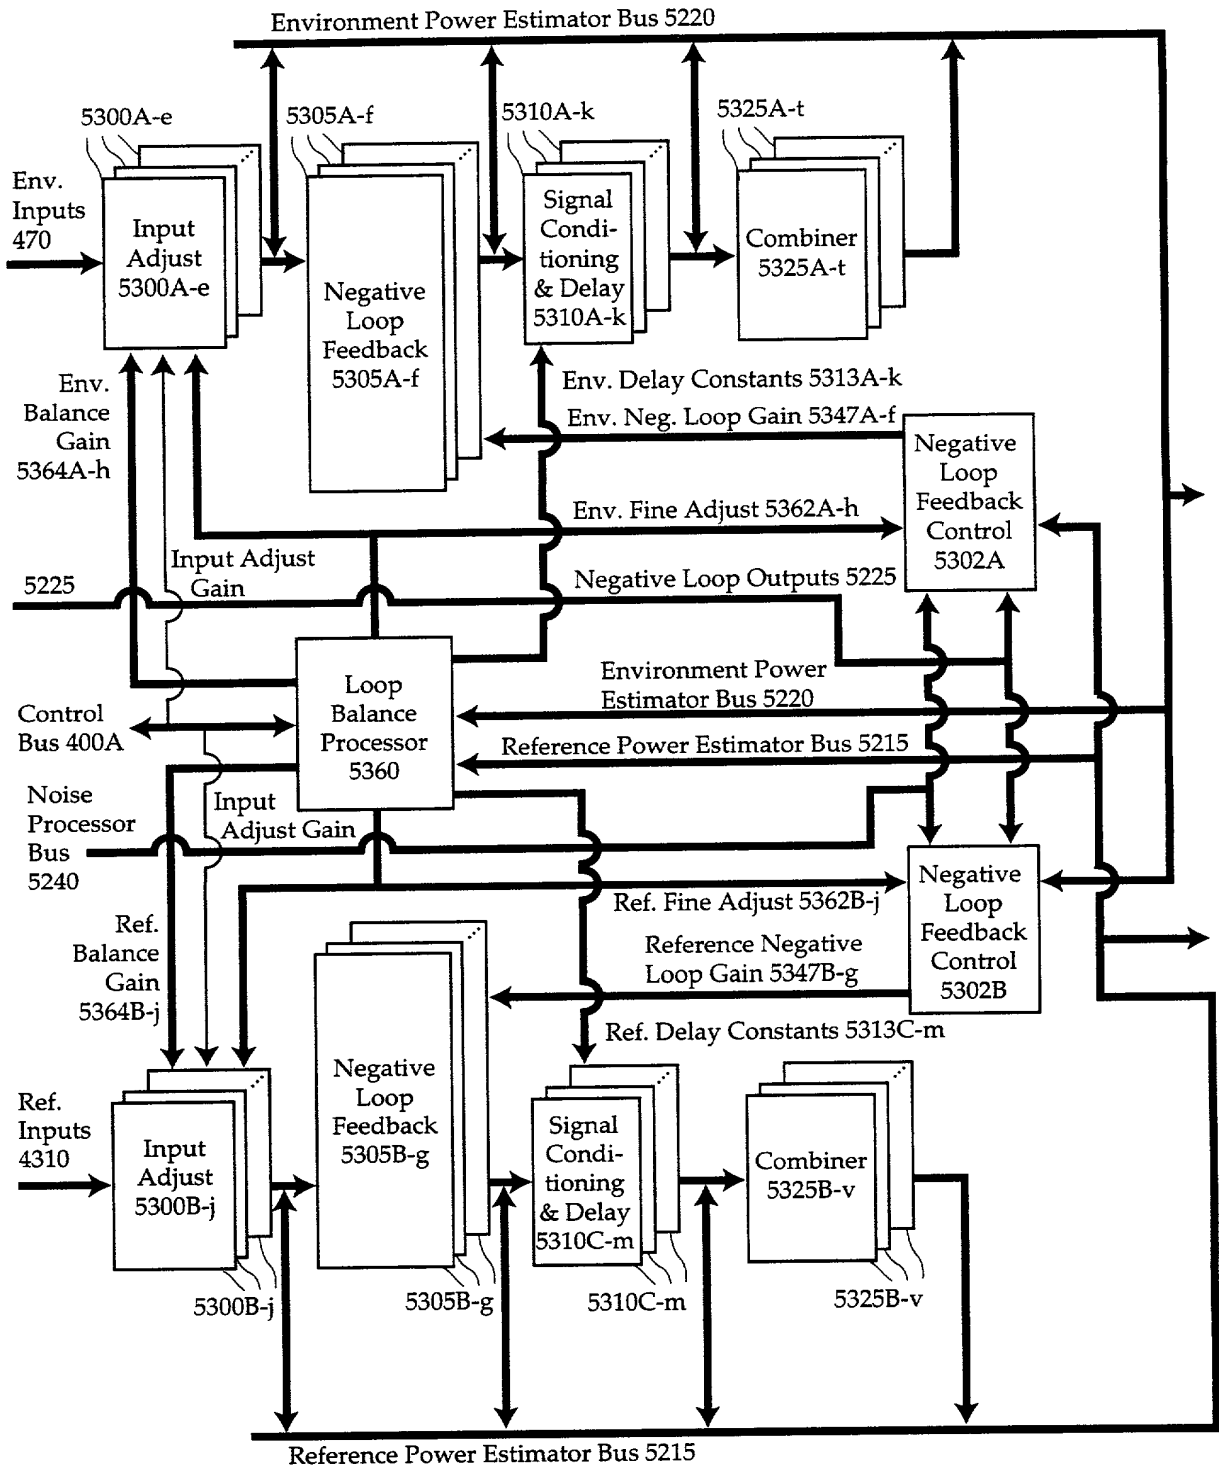 Environment Power Estimator Bus 5220
5300A-e
5305A-f
5310A-k
5325A-t
Env.
Inputs
470
Input
Adjust
5300A-e
Negative
Loop
Feedback
5305A-f
Signal
Condi-
tioning
& Delay
5310A-k
Combiner
5325A-t
Env.
Balance
Gain
5364A-h
Env. Delay Constants 5313A-k
Env. Neg. Loop Gain 5347A-f
Negative
Loop
Feedback
Control
5302A
Env. Fine Adjust 5362A-h
Input Adjust
Gain
5225
Negative Loop Outputs 5225
Loop
Balance
Processor
5360
Environment Power
Estimator Bus 5220
Control
Bus 400A
Reference Power Estimator Bus 5215
Noise
Processor
Bus
5240
Input
Adjust Gain
Negative
Loop
Feedback
Control
5302B
Ref. Fine Adjust 5362B-j
Ref.
Balance
Gain
5364B-j
Reference Negative
Loop Gain 5347B-g
Ref. Delay Constants 5313C-m
Ref.
Inputs
4310
Input
Adjust
5300B-j
Negative
Loop
Feedback
5305B-g
Signal
Condi-
tioning
& Delay
5310C-m
Combiner
5325B-v
5300B-j
5305B-g
5310C-m
5325B-v
Reference Power Estimator Bus 5215